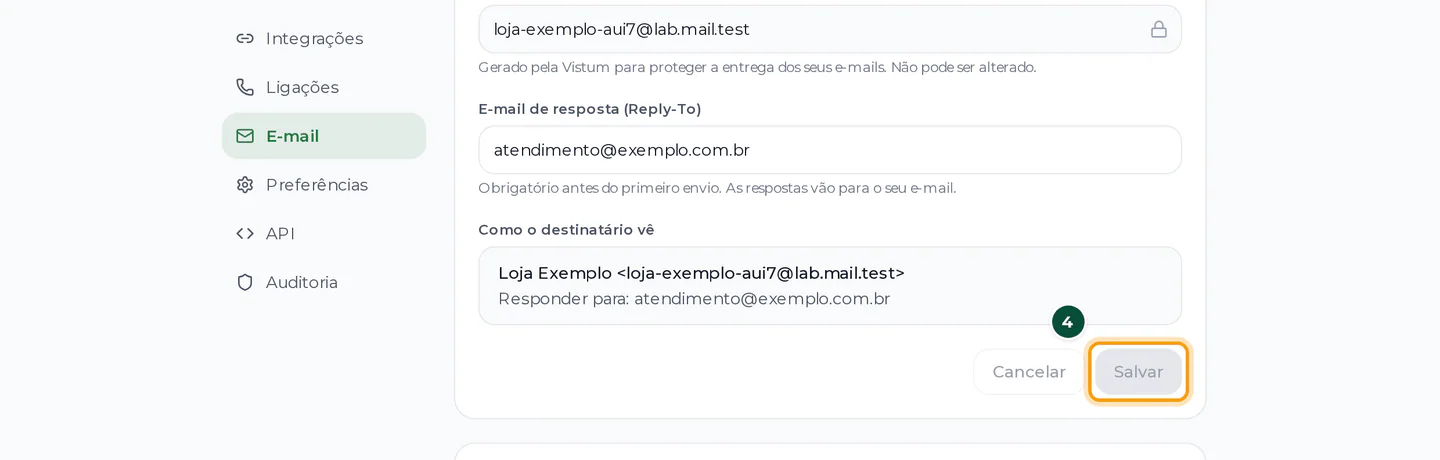 Integrações
Ligações
E-mail
Preferências
API
Auditoria
loja-exemplo-aui7@lab.mail.test
Gerado pela Vistum para proteger a entrega dos seus e-mails. Não pode ser alterado.
E-mail de resposta (Reply-To)
atendimento@exemplo.com.br
Obrigatório antes do primeiro envio. As respostas vão para o seu e-mail.
Como o destinatário vê
Loja Exemplo <loja-exemplo-aui7@lab.mail.test>
Responder para: atendimento@exemplo.com.br
4
Cancelar
Salvar